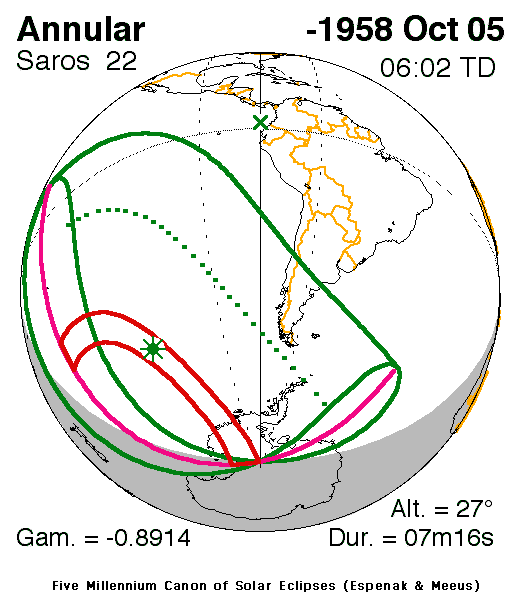 Annular
-1958 Oct 05
Saros 22
06:02 TD
Alt. = 27°
Gam. = -0.8914
Dur. = 07m16s
Five Millennium Canon of Solar Eclipses (Espenak & Meeus)